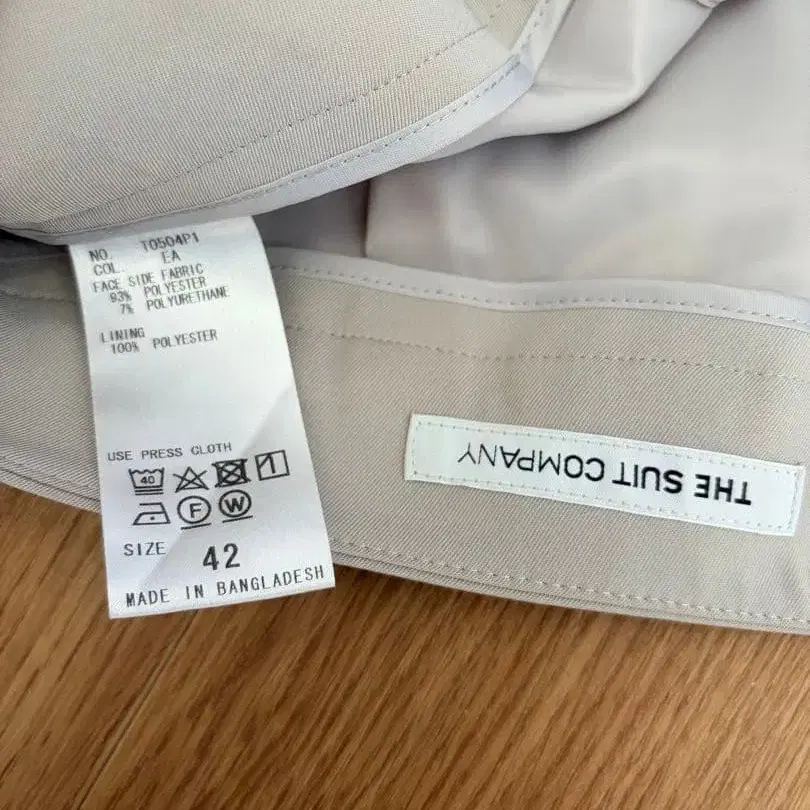 NO. T0504P1
COL. EA
FACE SIDE FABRIC
93% POLYESTER
7% POLYURETHANE
LINING
100% POLYESTER
USE PRESS CLOTH
40
F W
SIZE 42
MADE IN BANGLADESH
THE SUIT COMPANY